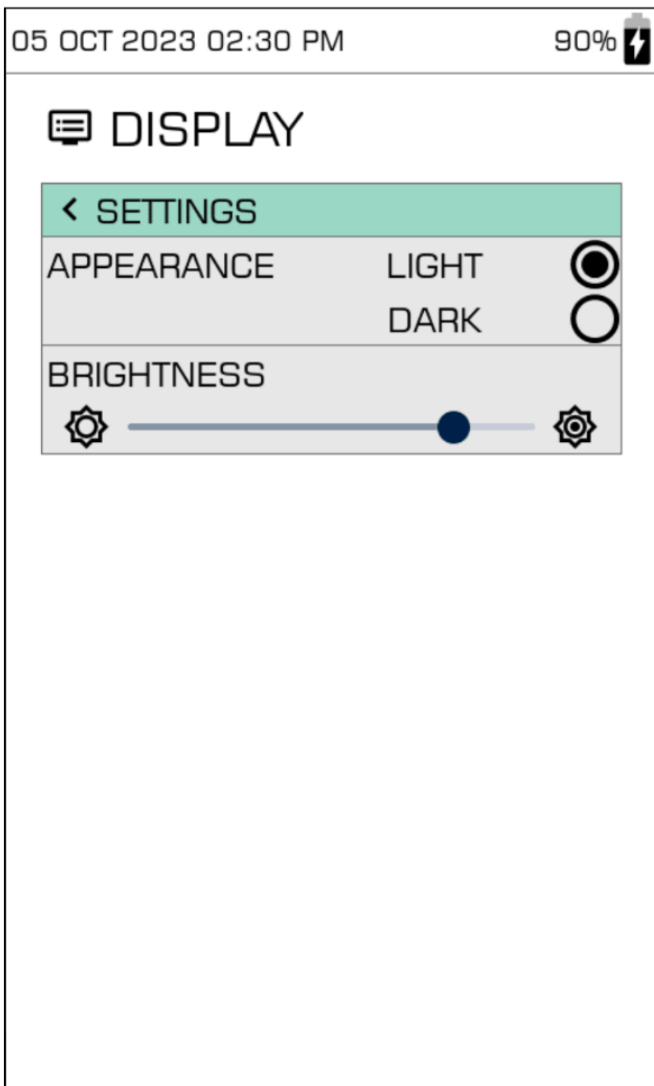 05 OCT 2023 02:30 PM 90%
DISPLAY
< SETTINGS
APPEARANCE LIGHT
DARK
BRIGHTNESS